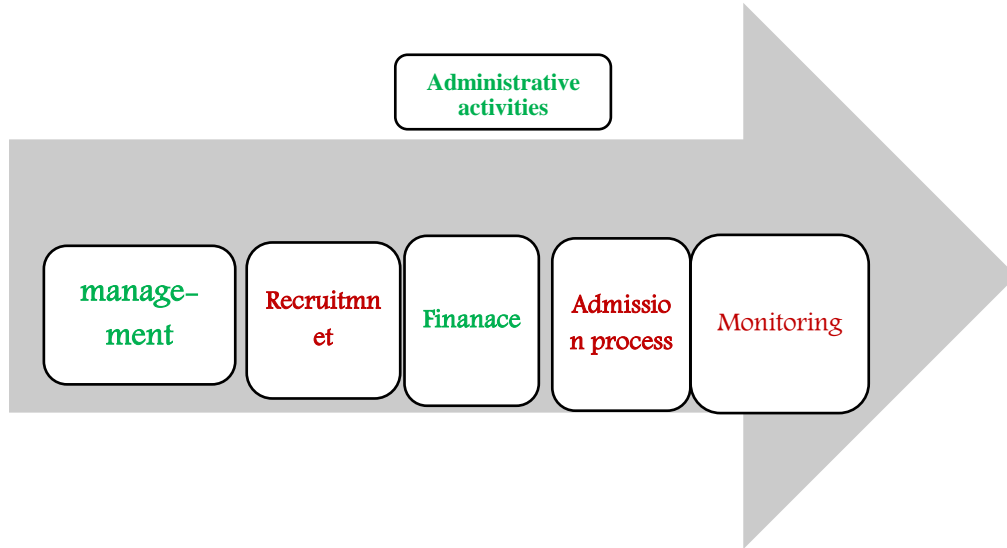 Administrative
activities
manage-
ment
Recruitmn
et
Finanace
Admissio
n process
Monitoring